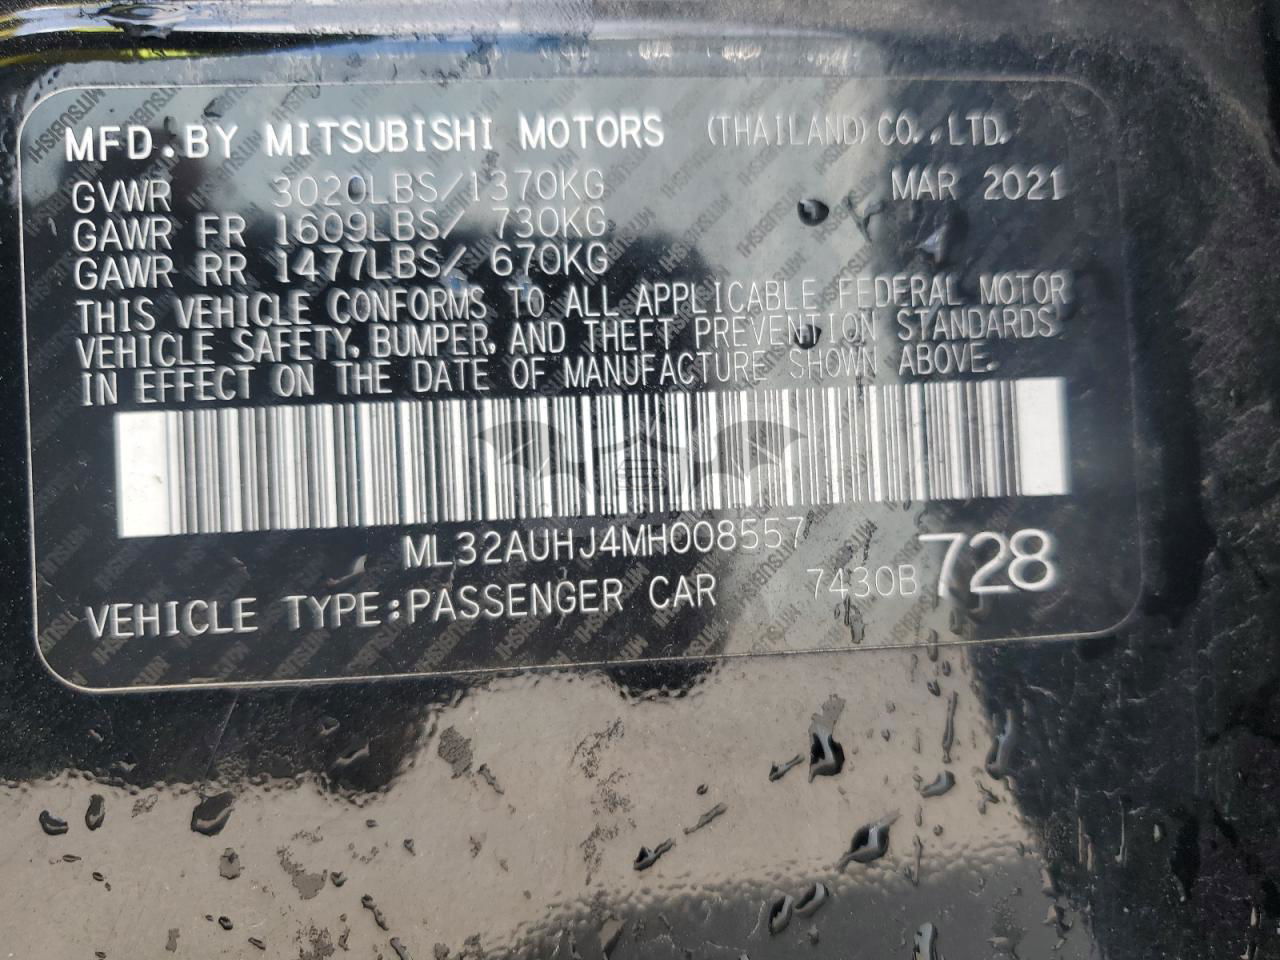 MFD.BY MITSUBISHI MOTORS (THAILAND)CO.,LTD.
GVWR 3020LBS/1370KG MAR 2021
GAWR FR 1609LBS/ 730KG
GAWR RR 1477LBS/ 670KG
THIS VEHICLE CONFORMS TO ALL APPLICABLE FEDERAL MOTOR
VEHICLE SAFETY, BUMPER, AND THEFT PREVENTION STANDARDS
IN EFFECT ON THE DATE OF MANUFACTURE SHOWN ABOVE.
ML32AUHJ4MH008557
VEHICLE TYPE:PASSENGER CAR 7430B 728